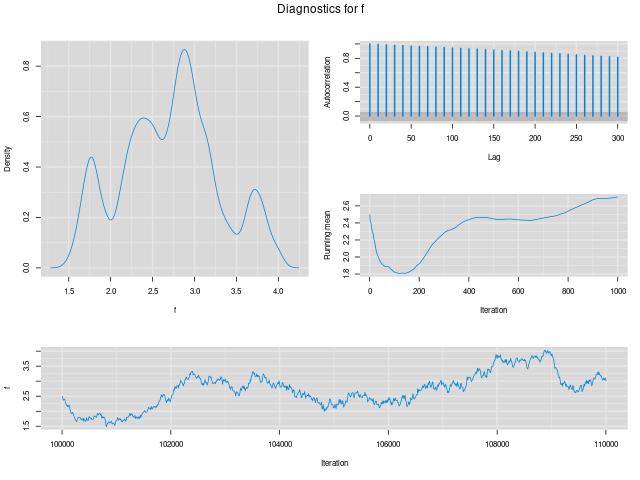 Diagnostics for f
Density
0.0 0.2 0.4 0.6 0.8
1.5 2.0 2.5 3.0 3.5 4.0
f
Autocorrelation
0.0 0.4 0.8
0 50 100 150 200 250 300
Lag
Running mean
1.8 2.0 2.2 2.4 2.6
0 200 400 600 800 1000
Iteration
f
1.5 2.5 3.5
100000 102000 104000 106000 108000 110000
Iteration